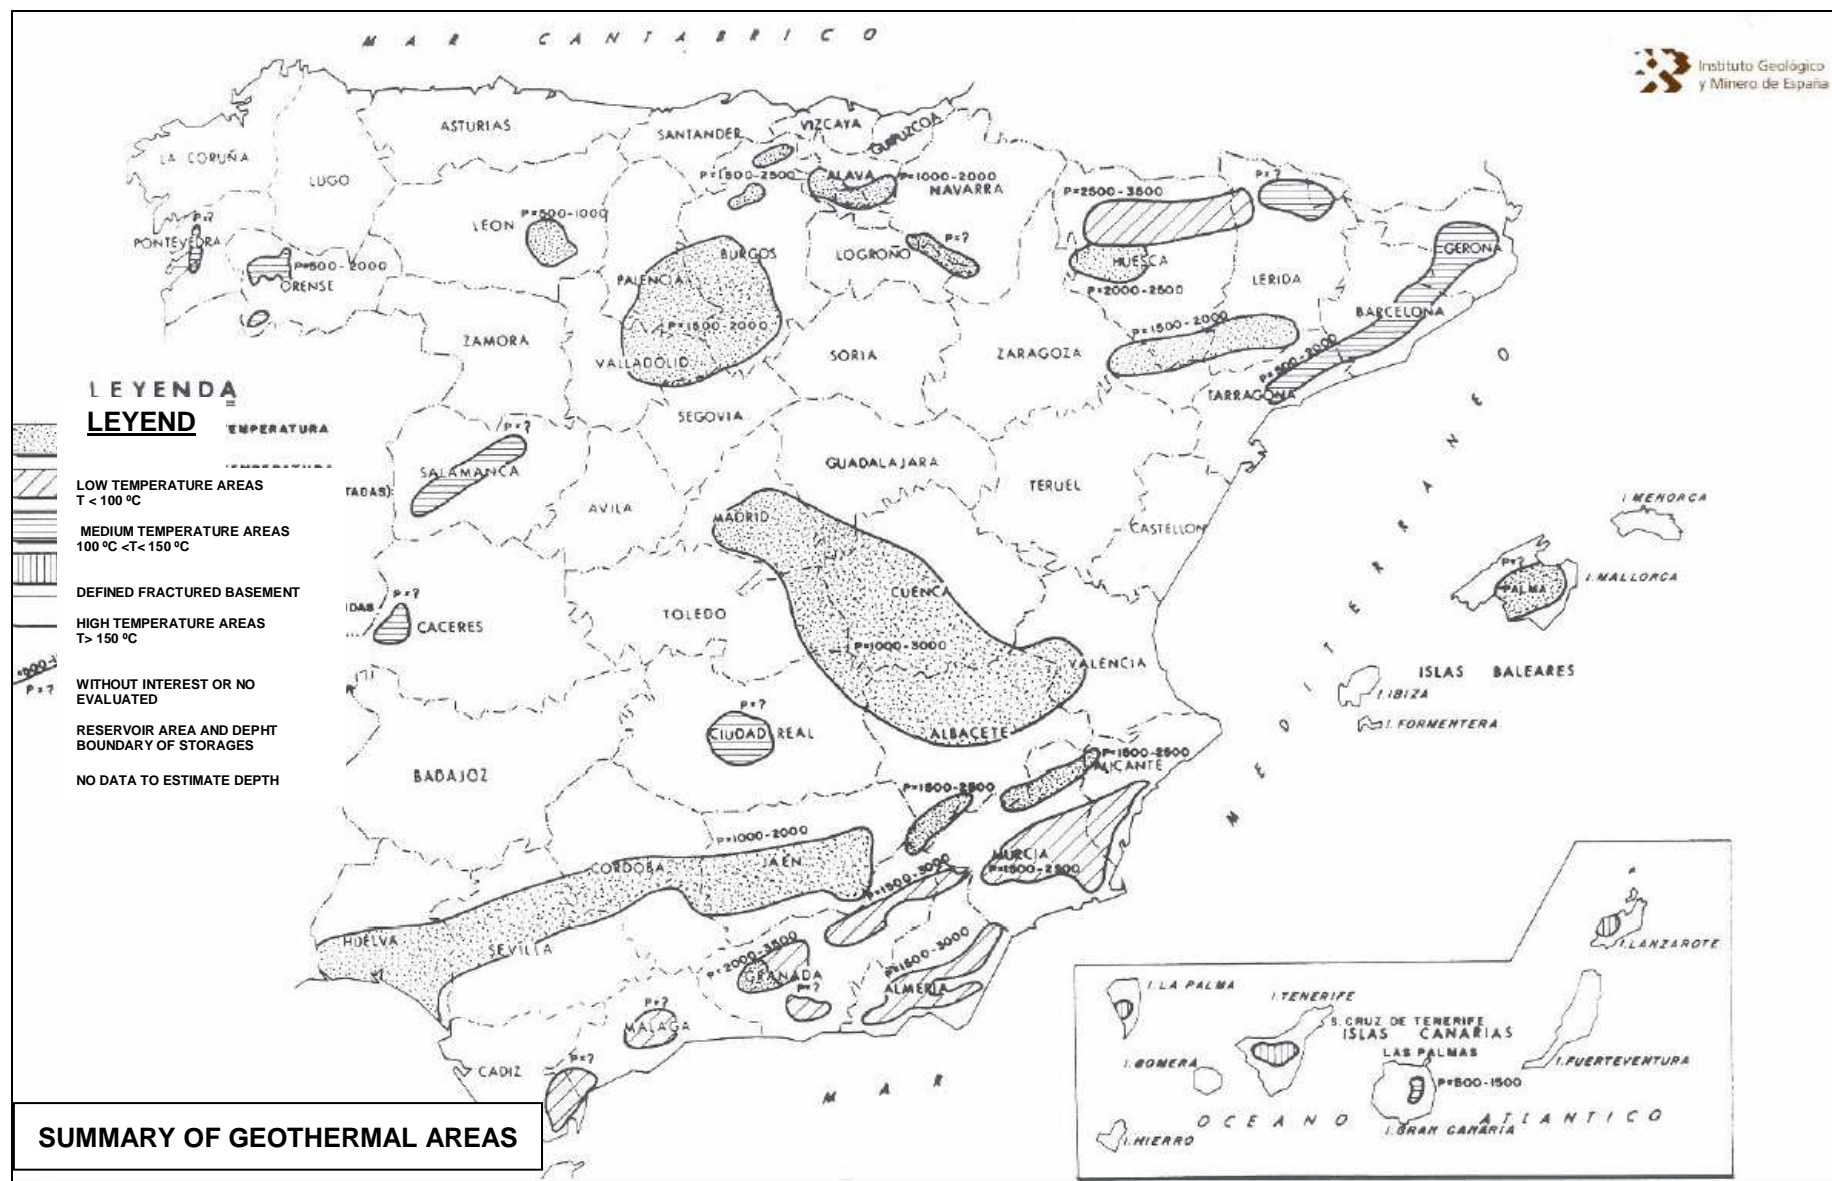 MAR CANTABRICO
Instituto Geológico
y Minero de España
ASTURIAS
SANTANDER
VIZCAYA
GUIPUZCOA
LA CORUÑA
LUGO
P=1500-2500
ALAVA
P=1000-2000
NAVARRA
P=2500-3500
P=?
P=?
PONTEVEDRA
LEON
P=500-1000
P=500-2000
ORENSE
PALENCIA
BURGOS
LOGROÑO
P=?
HUESCA
P=2000-2500
LERIDA
GERONA
BARCELONA
ZAMORA
P=1500-2000
VALLADOLID
SORIA
ZARAGOZA
P=1500-2000
P=500-2000
TARRAGONA
SEGOVIA
LEYENDA
LEYEND
TEMPERATURA
LOW TEMPERATURE AREAS
T < 100 ºC
TADAS)
MEDIUM TEMPERATURE AREAS
100 ºC <T< 150 ºC
DEFINED FRACTURED BASEMENT
DAS
HIGH TEMPERATURE AREAS
T> 150 ºC
P=?
WITHOUT INTEREST OR NO
EVALUATED
RESERVOIR AREA AND DEPHT
BOUNDARY OF STORAGES
NO DATA TO ESTIMATE DEPTH
P=?
SALAMANCA
AVILA
GUADALAJARA
TERUEL
MADRID
CASTELLON
P=?
CACERES
TOLEDO
CUENCA
P=1000-3000
VALENCIA
P=?
CIUDAD REAL
ALBACETE
BADAJOZ
MAR MEDITERRANEO
I.MENORCA
P=?
PALMA
I.MALLORCA
ISLAS BALEARES
I.IBIZA
I.FORMENTERA
P=1500-2500
ALICANTE
P=1500-2500
P=1000-2000
CORDOBA
JAEN
MURCIA
P=1500-2500
P=1500-3000
HUELVA
SEVILLA
P=2000-3500
GRANADA
P=?
P=1500-3000
ALMERIA
P=?
MALAGA
P=?
CADIZ
I.LANZAROTE
I.LA PALMA
I.TENERIFE
S.CRUZ DE TENERIFE
ISLAS CANARIAS
LAS PALMAS
I.GOMERA
I.FUERTEVENTURA
P=500-1500
OCEANO ATLANTICO
I.HIERRO
I.GRAN CANARIA
SUMMARY OF GEOTHERMAL AREAS